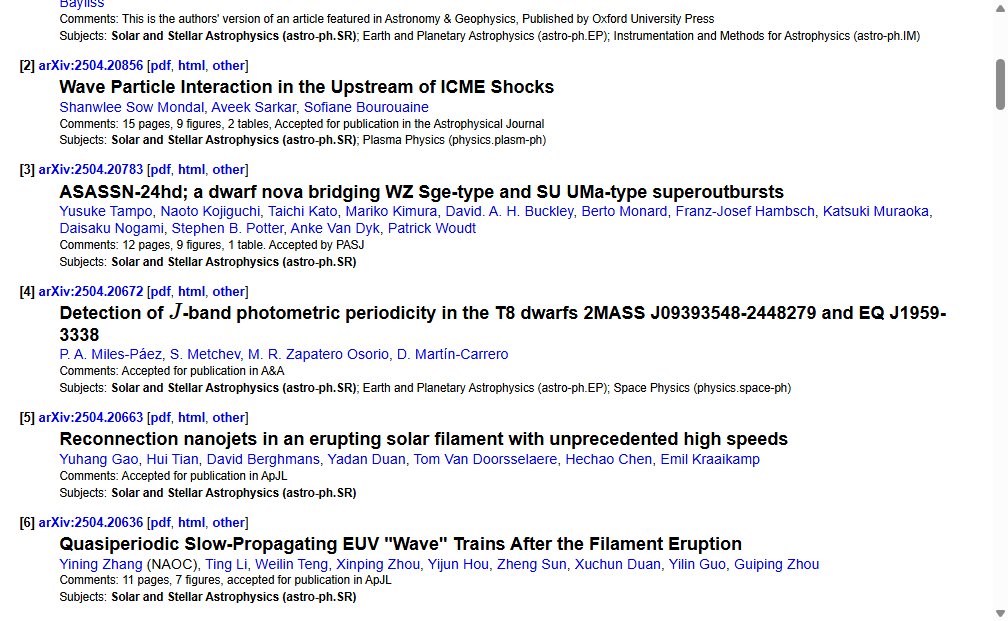 Bayliss
Comments: This is the authors' version of an article featured in Astronomy & Geophysics, Published by Oxford University Press
Subjects: Solar and Stellar Astrophysics (astro-ph.SR); Earth and Planetary Astrophysics (astro-ph.EP); Instrumentation and Methods for Astrophysics (astro-ph.IM)
[2] arXiv:2504.20856 [pdf, html, other]
Wave Particle Interaction in the Upstream of ICME Shocks
Shanwlee Sow Mondal, Aveek Sarkar, Sofiane Bourouaine
Comments: 15 pages, 9 figures, 2 tables, Accepted for publication in the Astrophysical Journal
Subjects: Solar and Stellar Astrophysics (astro-ph.SR); Plasma Physics (physics.plasm-ph)
[3] arXiv:2504.20783 [pdf, html, other]
ASASSN-24hd; a dwarf nova bridging WZ Sge-type and SU UMa-type superoutbursts
Yusuke Tampo, Naoto Kojiguchi, Taichi Kato, Mariko Kimura, David. A. H. Buckley, Berto Monard, Franz-Josef Hambsch, Katsuki Muraoka,
Daisaku Nogami, Stephen B. Potter, Anke Van Dyk, Patrick Woudt
Comments: 12 pages, 9 figures, 1 table. Accepted by PASJ
Subjects: Solar and Stellar Astrophysics (astro-ph.SR)
[4] arXiv:2504.20672 [pdf, html, other]
Detection of J-band photometric periodicity in the T8 dwarfs 2MASS J09393548-2448279 and EQ J1959-
3338
P. A. Miles-Páez, S. Metchev, M. R. Zapatero Osorio, D. Martín-Carrero
Comments: Accepted for publication in A&A
Subjects: Solar and Stellar Astrophysics (astro-ph.SR); Earth and Planetary Astrophysics (astro-ph.EP); Space Physics (physics.space-ph)
[5] arXiv:2504.20663 [pdf, html, other]
Reconnection nanojets in an erupting solar filament with unprecedented high speeds
Yuhang Gao, Hui Tian, David Berghmans, Yadan Duan, Tom Van Doorsselaere, Hechao Chen, Emil Kraaikamp
Comments: Accepted for publication in ApJL
Subjects: Solar and Stellar Astrophysics (astro-ph.SR)
[6] arXiv:2504.20636 [pdf, html, other]
Quasiperiodic Slow-Propagating EUV "Wave" Trains After the Filament Eruption
Yining Zhang (NAOC), Ting Li, Weilin Teng, Xinping Zhou, Yijun Hou, Zheng Sun, Xuchun Duan, Yilin Guo, Guiping Zhou
Comments: 11 pages, 7 figures, accepted for publication in ApJL
Subjects: Solar and Stellar Astrophysics (astro-ph.SR)